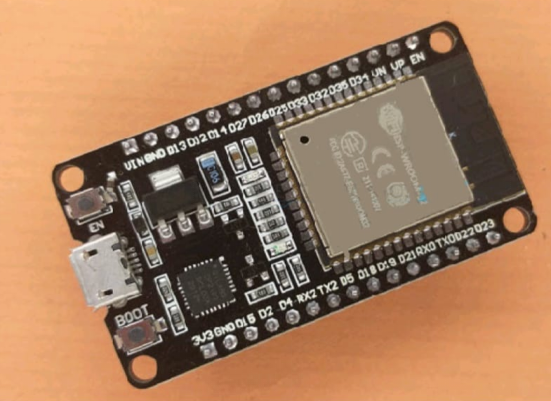 VIN GND D13 D12 D14 D27 D26 D25 D33 D32 D35 D34 VN VP EN
EN
BOOT
3V3 GND D15 D2 D4 RX2 TX2 D5 D18 D19 D21 RX0 TX0 D22 D23